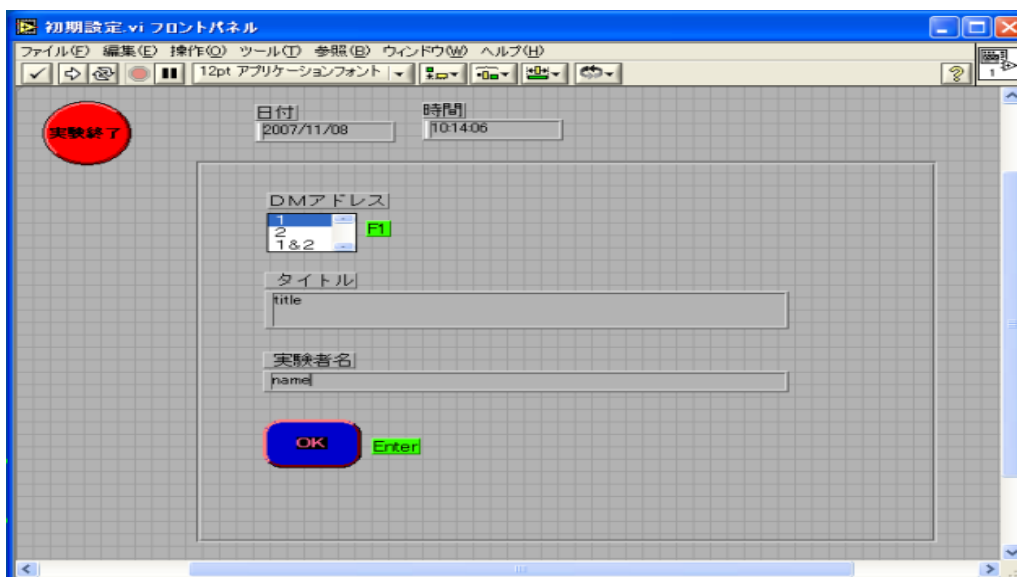 初期設定.vi フロントパネル
ファイル(F) 編集(E) 操作(O) ツール(T) 参照(B) ウィンドウ(W) ヘルプ(H)
12pt アプリケーションフォント
?
1
実験終了
日付
時間
2007/11/08
10:14:06
DMアドレス
1
2
1&2
F1
タイトル
title
実験者名
name
OK
Enter